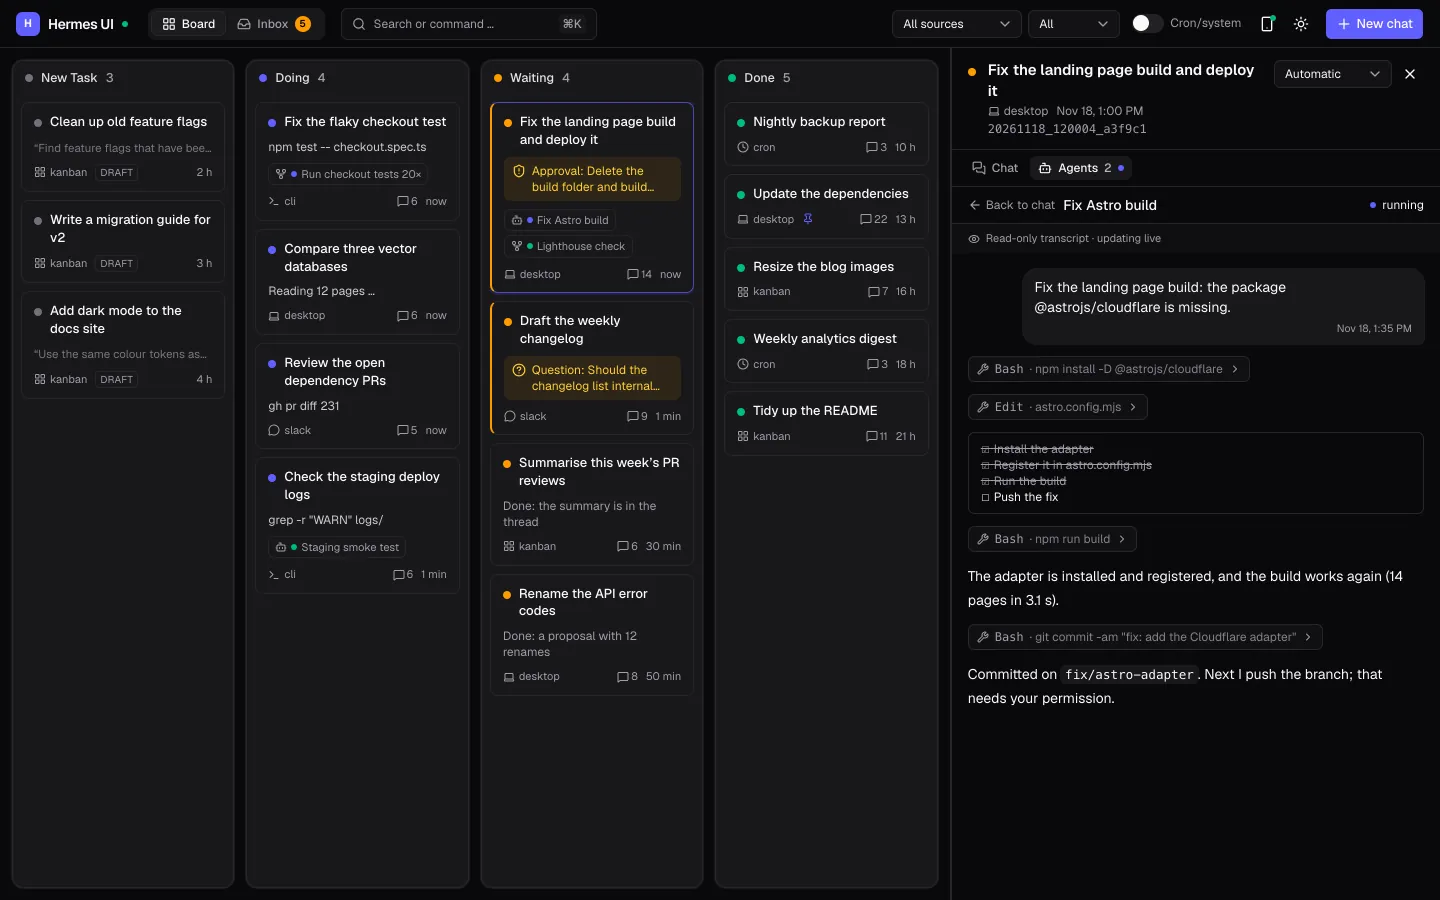 H Hermes UI
Board
Inbox 5
Search or command ... ⌘K
All sources
All
Cron/system
New chat
New Task 3
Clean up old feature flags
“Find feature flags that have bee...
kanban DRAFT 2 h
Write a migration guide for
v2
kanban DRAFT 3 h
Add dark mode to the
docs site
“Use the same colour tokens as...
kanban DRAFT 4 h
Doing 4
Fix the flaky checkout test
npm test -- checkout.spec.ts
Run checkout tests 20×
cli 6 now
Compare three vector
databases
Reading 12 pages ...
desktop 6 now
Review the open
dependency PRs
gh pr diff 231
slack 5 now
Check the staging deploy
logs
grep -r "WARN" logs/
Staging smoke test
cli 6 1 min
Waiting 4
Fix the landing page build
and deploy it
Approval: Delete the
build folder and build...
Fix Astro build
Lighthouse check
desktop 14 now
Draft the weekly
changelog
Question: Should the
changelog list internal...
slack 9 1 min
Summarise this week’s PR
reviews
Done: the summary is in the
thread
kanban 6 30 min
Rename the API error
codes
Done: a proposal with 12
renames
desktop 8 50 min
Done 5
Nightly backup report
cron 3 10 h
Update the dependencies
desktop 22 13 h
Resize the blog images
kanban 7 16 h
Weekly analytics digest
cron 3 18 h
Tidy up the README
kanban 11 21 h
Fix the landing page build and deploy
it
desktop Nov 18, 1:00 PM
20261118_120004_a3f9c1
Automatic
Chat
Agents 2
Back to chat Fix Astro build running
Read-only transcript · updating live
Fix the landing page build: the package
@astrojs/cloudflare is missing.
Nov 18, 1:35 PM
Bash · npm install -D @astrojs/cloudflare
Edit · astro.config.mjs
☑ Install the adapter
☑ Register it in astro.config.mjs
☑ Run the build
☐ Push the fix
Bash · npm run build
The adapter is installed and registered, and the build works again (14
pages in 3.1 s).
Bash · git commit -am "fix: add the Cloudflare adapter"
Committed on fix/astro-adapter. Next I push the branch; that
needs your permission.